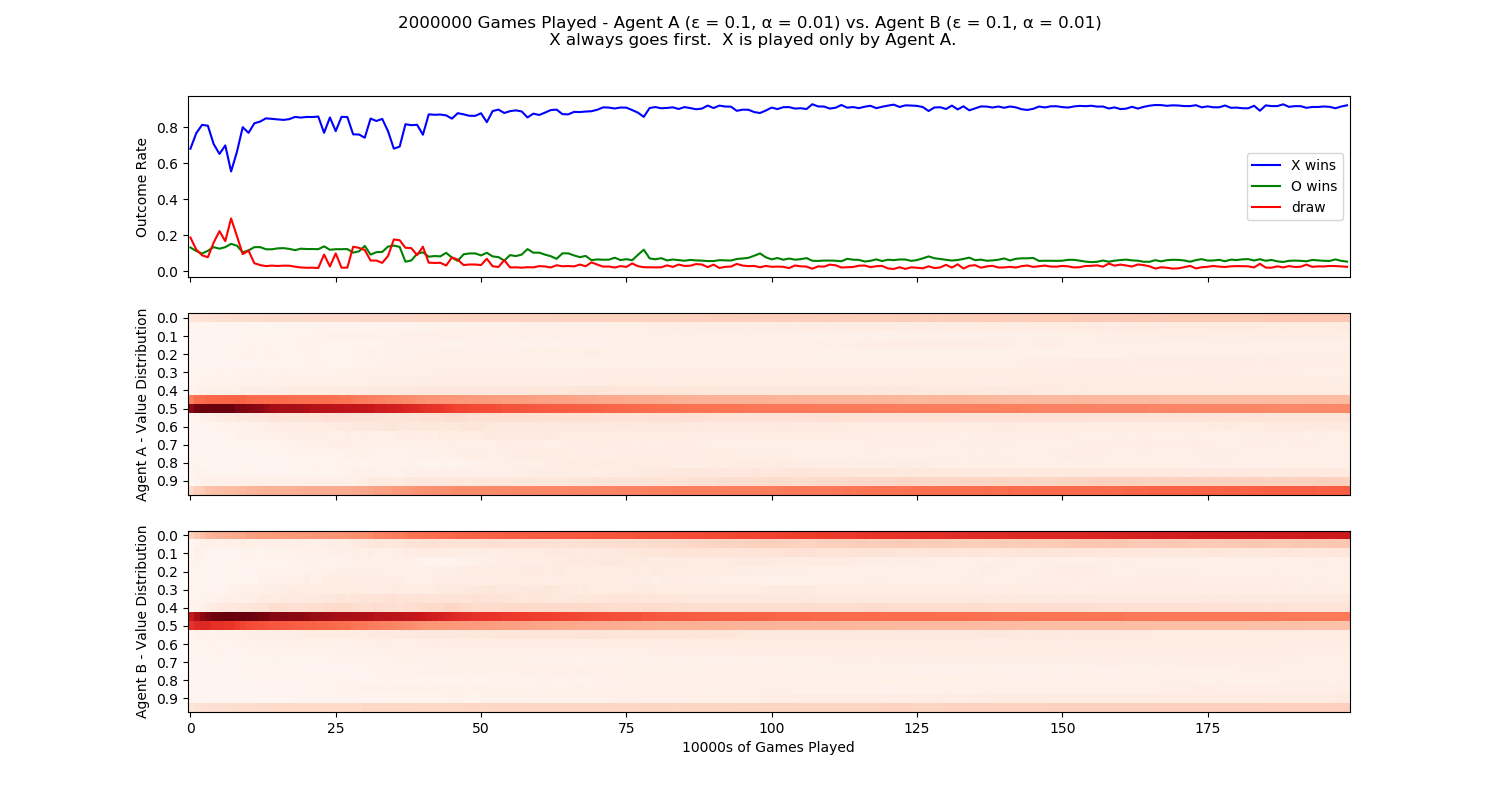 2000000 Games Played - Agent A (ε = 0.1, α = 0.01) vs. Agent B (ε = 0.1, α = 0.01)
X always goes first.  X is played only by Agent A.
Outcome Rate
0.8
0.6
0.4
0.2
0.0
X wins
O wins
draw
Agent A - Value Distribution
0.0
0.1
0.2
0.3
0.4
0.5
0.6
0.7
0.8
0.9
Agent B - Value Distribution
0.0
0.1
0.2
0.3
0.4
0.5
0.6
0.7
0.8
0.9
0 25 50 75 100 125 150 175
10000s of Games Played